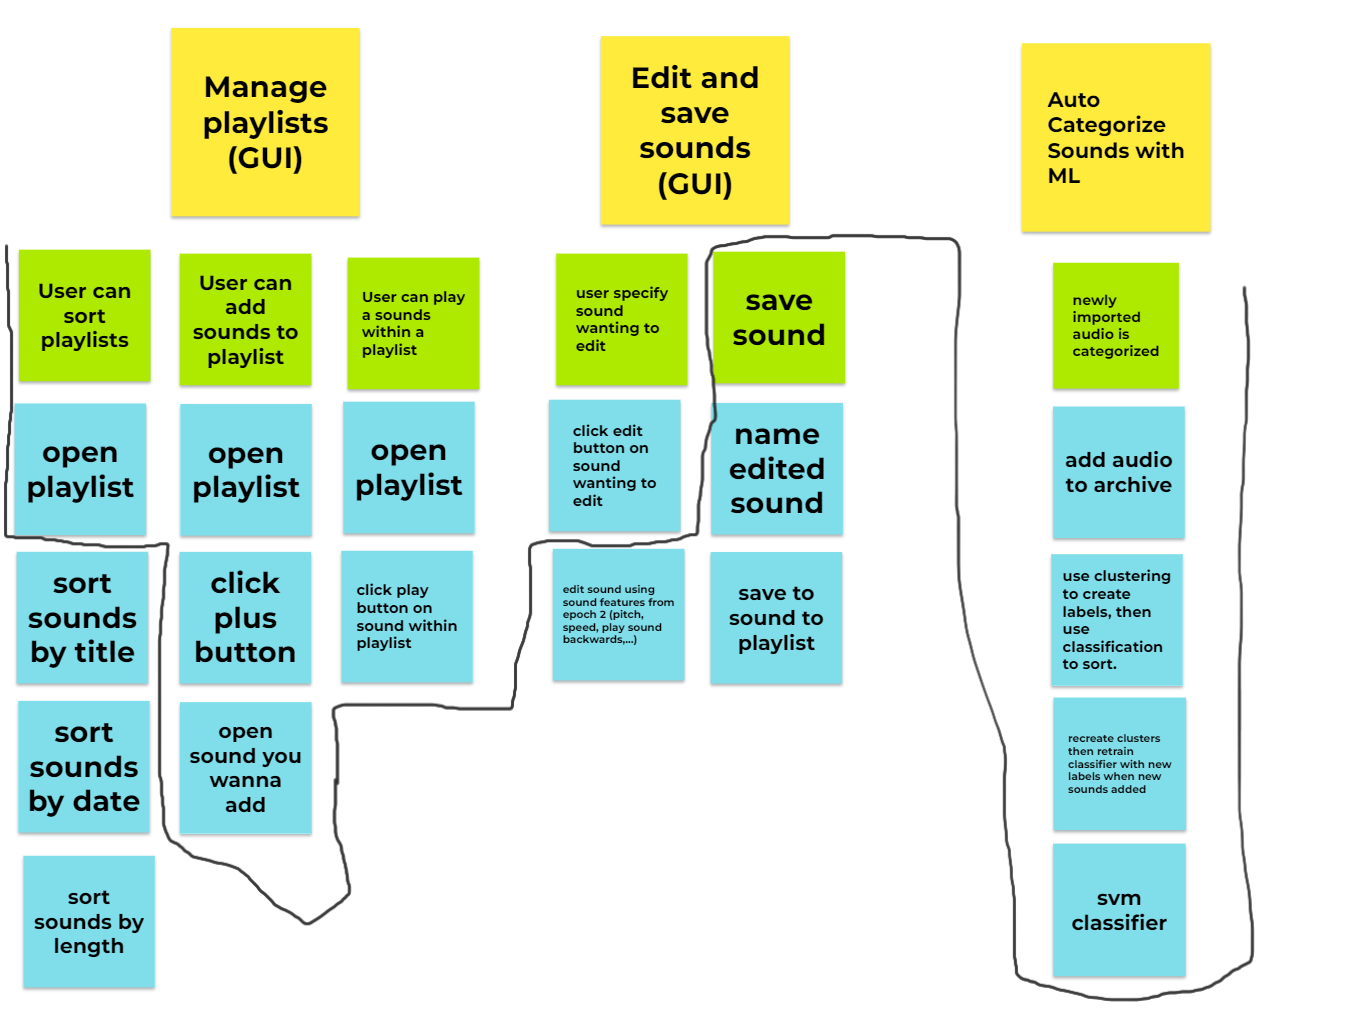 Manage
playlists
(GUI)
Edit and
save
sounds
(GUI)
Auto
Categorize
Sounds with
ML
User can
sort
playlists
User can
add
sounds to
playlist
User can play
a sounds
within a
playlist
user specify
sound
wanting to
edit
save
sound
newly
imported
audio is
categorized
open
playlist
open
playlist
open
playlist
click edit
button on
sound
wanting to
edit
name
edited
sound
add audio
to archive
sort
sounds
by title
click
plus
button
click play
button on
sound within
playlist
edit sound using
sound features from
epoch 2 (pitch,
speed, play sound
backwards,...)
save to
sound to
playlist
use clustering
to create
labels, then
use
classification
to sort.
sort
sounds
by date
open
sound you
wanna
add
recreate clusters
then retrain
classifier with new
labels when new
sounds added
sort
sounds by
length
svm
classifier